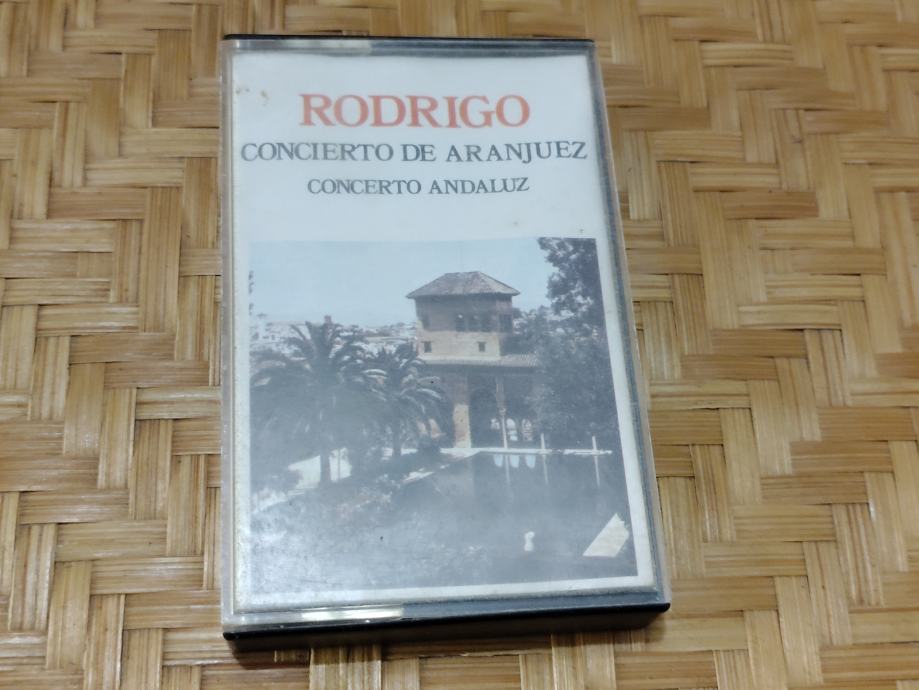 RODRIGO
CONCIERTO DE ARANJUEZ
CONCERTO ANDALUZ